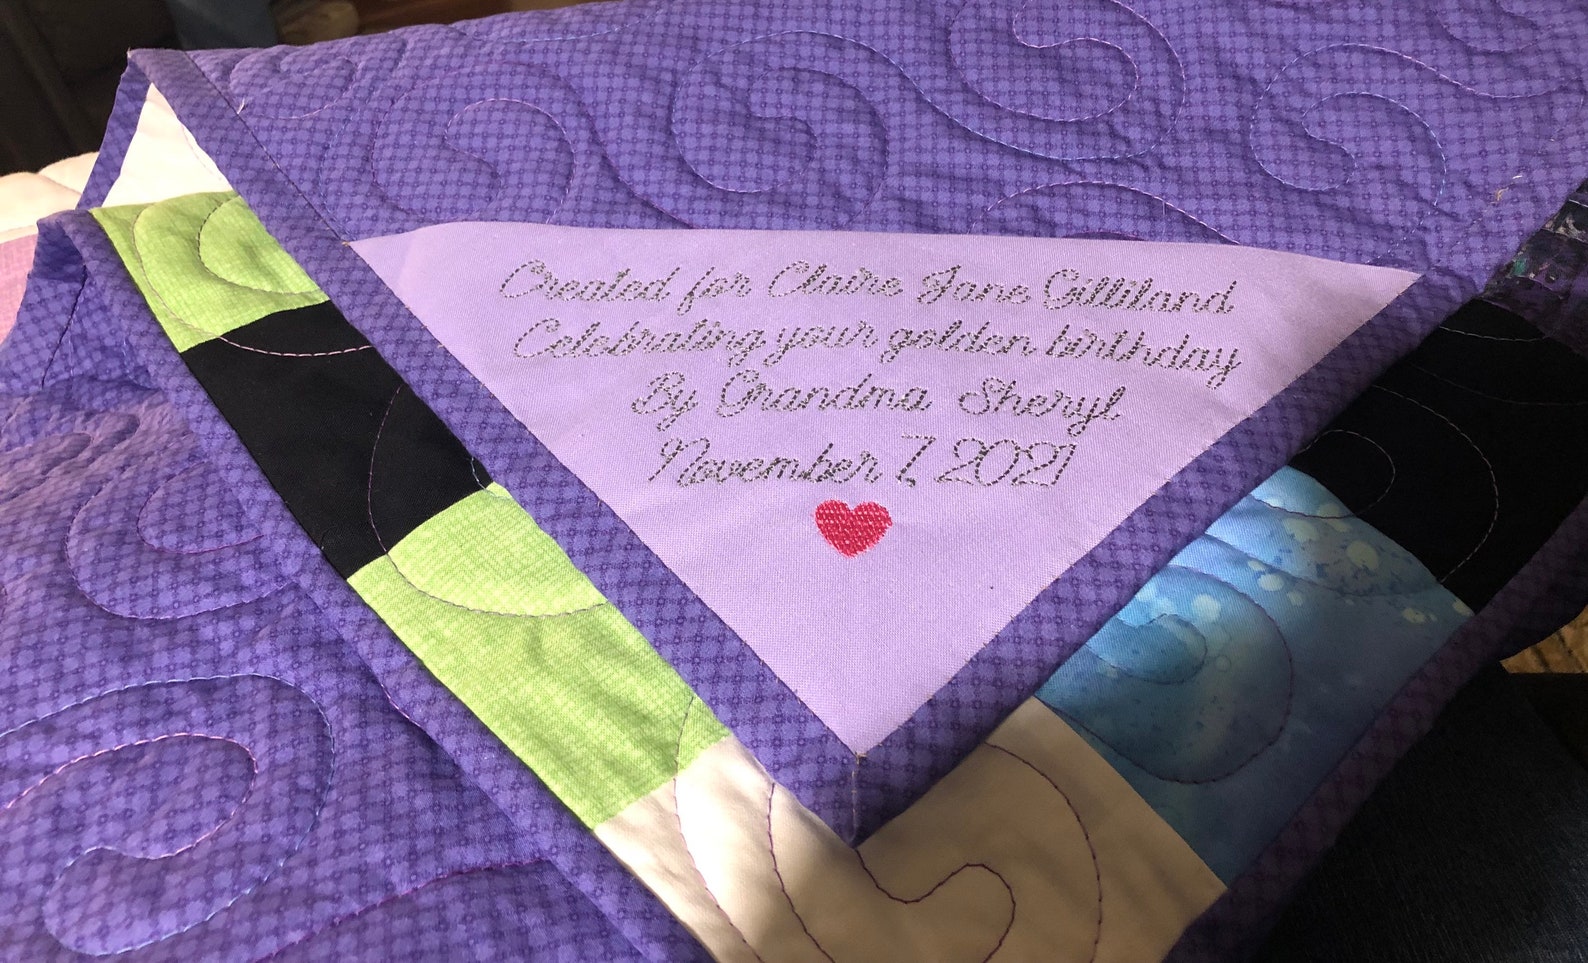 Created for Claire Jane Gilliland
Celebrating your golden birthday
By Grandma Sheryl
November 7, 2021